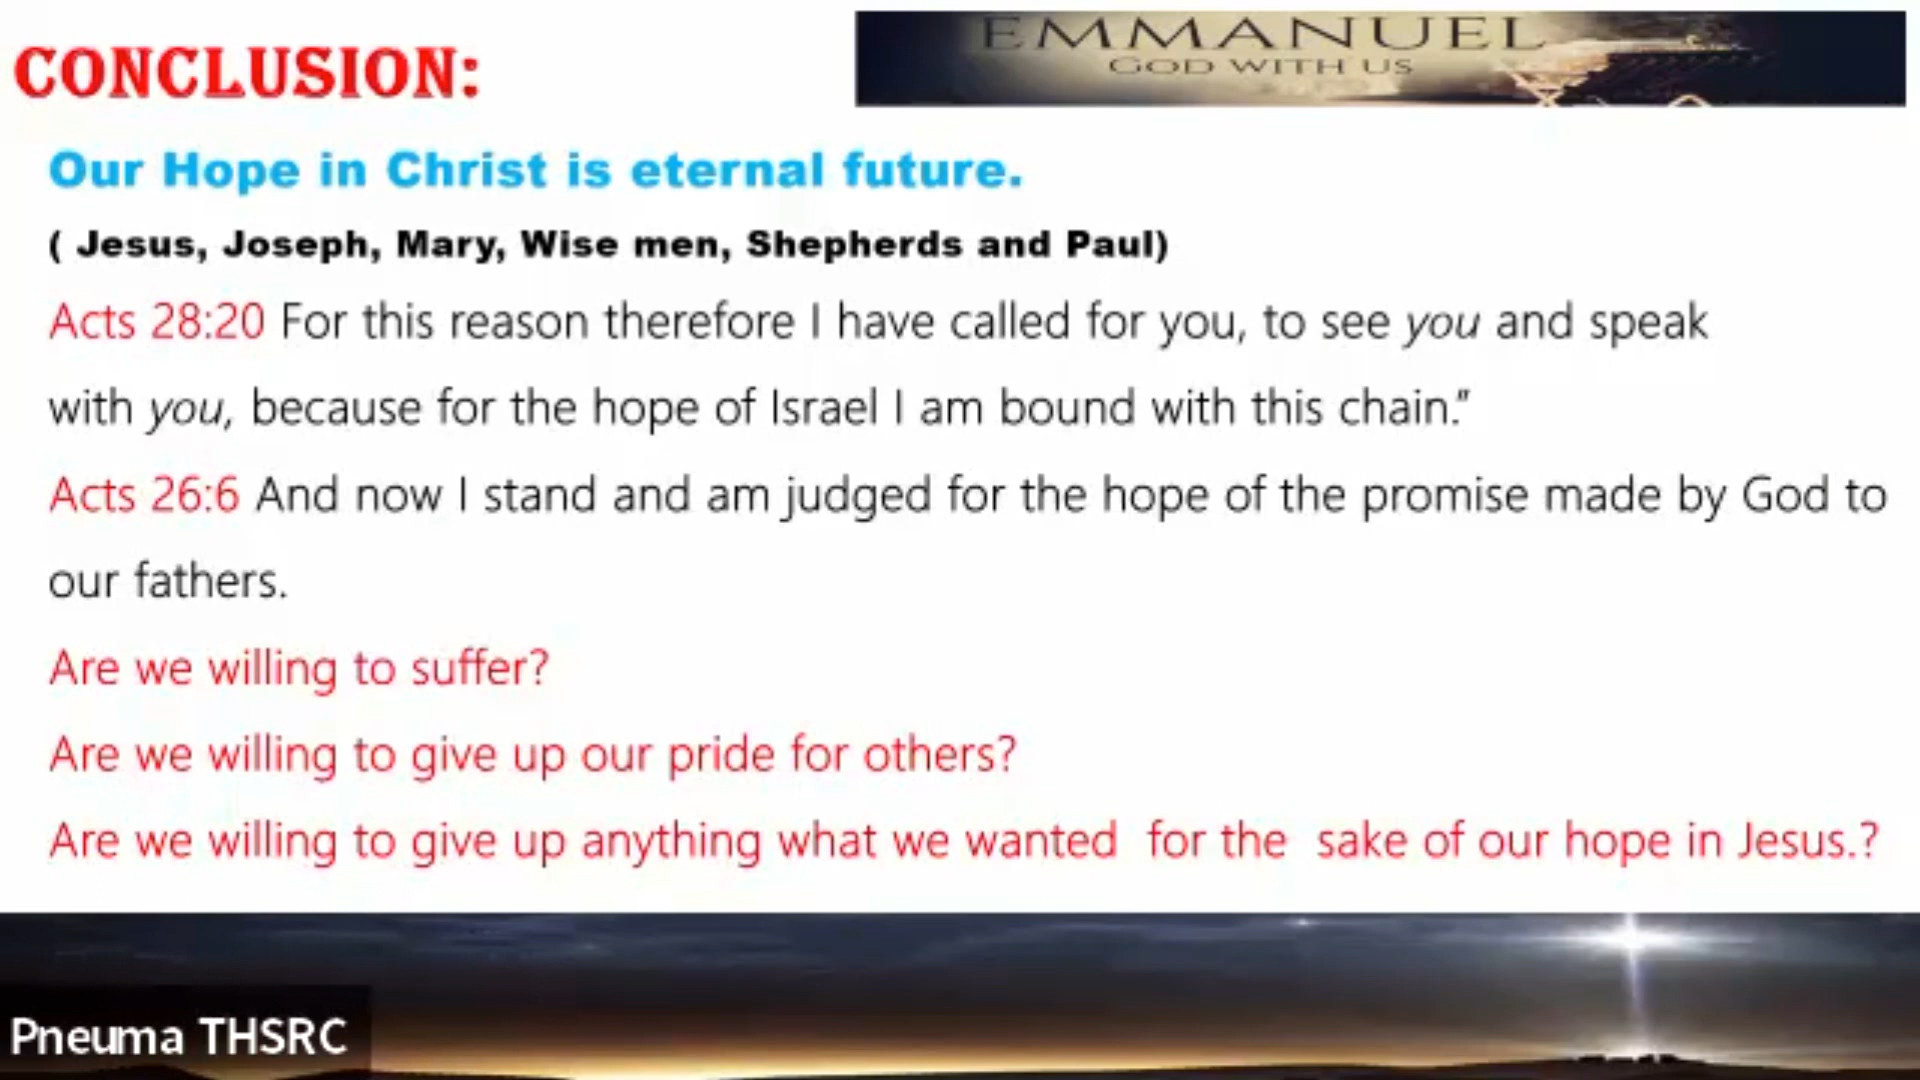 EMMANUEL
GOD WITH US
CONCLUSION:
Our Hope in Christ is eternal future.
( Jesus, Joseph, Mary, Wise men, Shepherds and Paul)
Acts 28:20 For this reason therefore I have called for you, to see you and speak
with you, because for the hope of Israel I am bound with this chain.”
Acts 26:6 And now I stand and am judged for the hope of the promise made by God to
our fathers.
Are we willing to suffer?
Are we willing to give up our pride for others?
Are we willing to give up anything what we wanted for the sake of our hope in Jesus.?
Pneuma THSRC